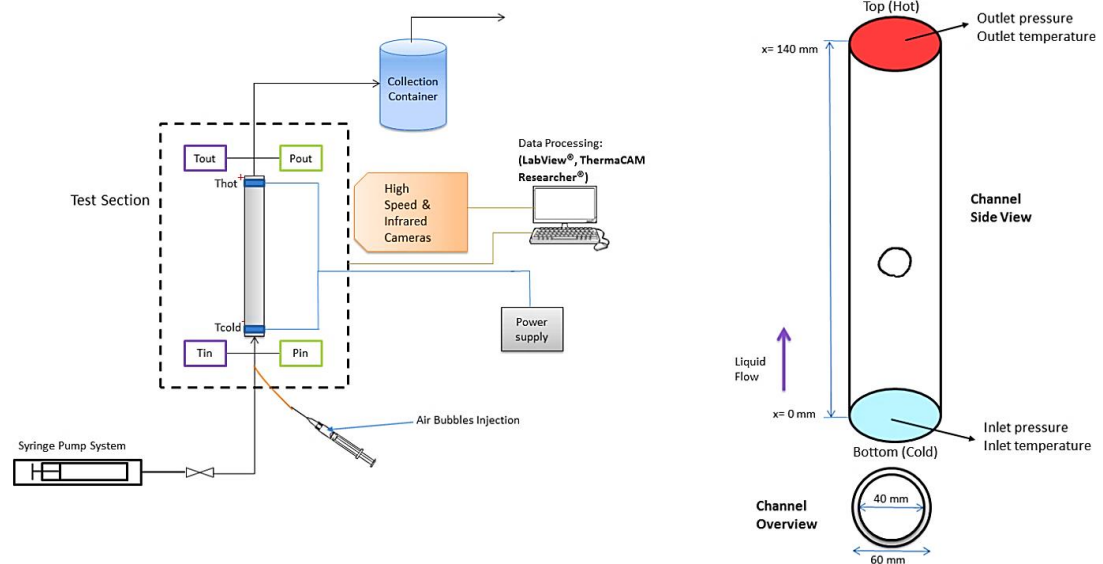 Collection
Container
Test Section
Tout
Pout
Thot
+
Tcold
-
Tin
Pin
High
Speed &
Infrared
Cameras
Data Processing:
(LabView®, ThermaCAM
Researcher®)
Power
supply
Air Bubbles Injection
Syringe Pump System
Top (Hot)
Outlet pressure
Outlet temperature
x= 140 mm
Channel
Side View
Liquid
Flow
x= 0 mm
Inlet pressure
Inlet temperature
Bottom (Cold)
Channel
Overview
40 mm
60 mm